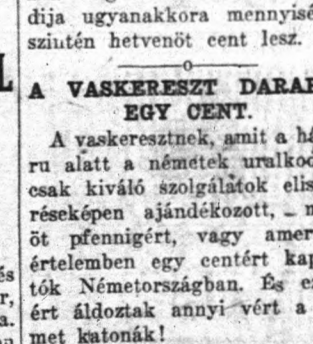 dija ugyanakkora mennyisé
szintén hetvenöt cent lesz.
A VASKERESZT DARAB
EGY CENT.
A vaskeresztnek, amit a há
ru alatt a németek uralkod
csak kiváló szolgálatok elis
réseképen ajándékozott, — m
öt pfennigért, vagy amer
értelemben egy centért kap
tók Németországban. És e
ért áldoztak annyi vért a
met katonák!
és
r,
a.